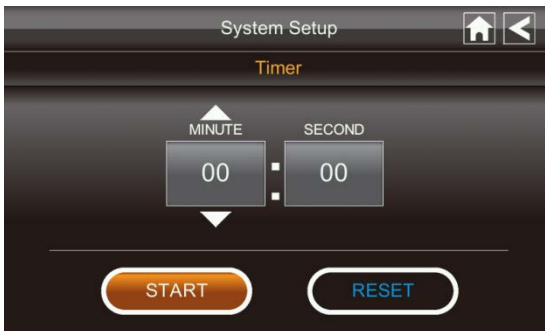 System Setup
Timer
MINUTE SECOND
00 : 00
START RESET